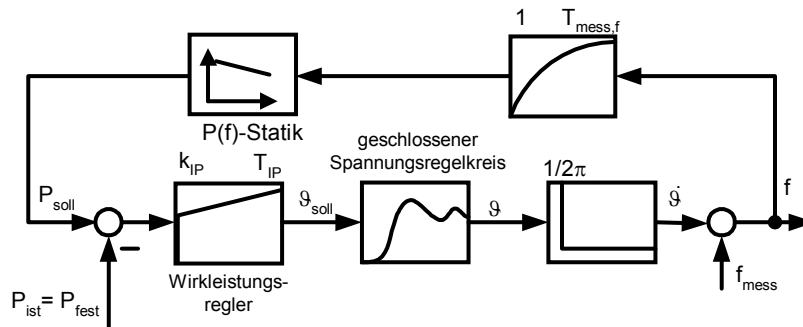 1 T_mess,f
P(f)-Statik
geschlossener
Spannungsregelkreis
k_IP
T_IP
1/2π
P_soll
ϑ_soll
ϑ
ϑ̇
f
Wirkleistungs-
regler
P_ist = P_fest
f_mess